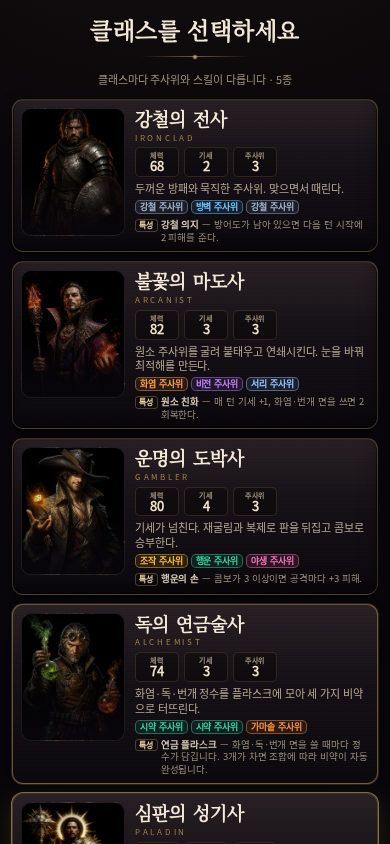 클래스를 선택하세요
클래스마다 주사위와 스킬이 다릅니다 · 5종
강철의 전사
IRONCLAD
체력 기세 주사위
68 2 3
두꺼운 방패와 묵직한 주사위. 맞으면서 때린다.
강철 주사위 방벽 주사위 강철 주사위
특성 강철 의지 — 방어도가 남아 있으면 다음 턴 시작에
2 피해를 준다.
불꽃의 마도사
ARCANIST
체력 기세 주사위
82 3 3
원소 주사위를 굴려 불태우고 연쇄시킨다. 눈을 바꿔
최적해를 만든다.
화염 주사위 비전 주사위 서리 주사위
특성 원소 친화 — 매 턴 기세 +1, 화염·번개 면을 쓰면 2
회복한다.
운명의 도박사
GAMBLER
체력 기세 주사위
80 4 3
기세가 넘친다. 재굴림과 복제로 판을 뒤집고 콤보로
승부한다.
조작 주사위 행운 주사위 야생 주사위
특성 행운의 손 — 콤보가 3 이상이면 공격마다 +3 피해.
독의 연금술사
ALCHEMIST
체력 기세 주사위
74 3 3
화염·독·번개 정수를 플라스크에 모아 세 가지 비약
으로 터뜨린다.
시약 주사위 시약 주사위 가마솥 주사위
특성 연금 플라스크 — 화염·독·번개 면을 쓸 때마다 정
수가 담깁니다. 3개가 차면 조합에 따라 비약이 자동
완성됩니다.
심판의 성기사
PALADIN